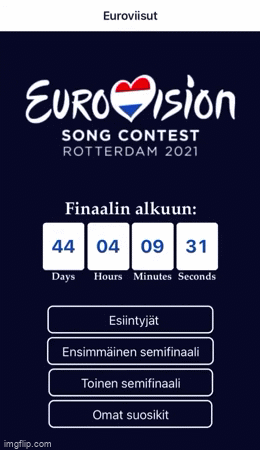 Euroviisut
EUROVISION
SONG CONTEST
ROTTERDAM 2021
Finaalin alkuun:
44 04 09 31
Days Hours Minutes Seconds
Esiintyjät
Ensimmäinen semifinaali
Toinen semifinaali
Omat suosikit
imgflip.com